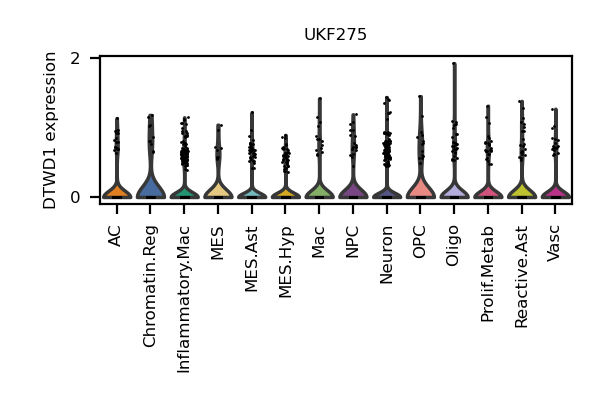 UKF275
DTWD1 expression
2
0
AC
Chromatin.Reg
Inflammatory.Mac
MES
MES.Ast
MES.Hyp
Mac
NPC
Neuron
OPC
Oligo
Prolif.Metab
Reactive.Ast
Vasc